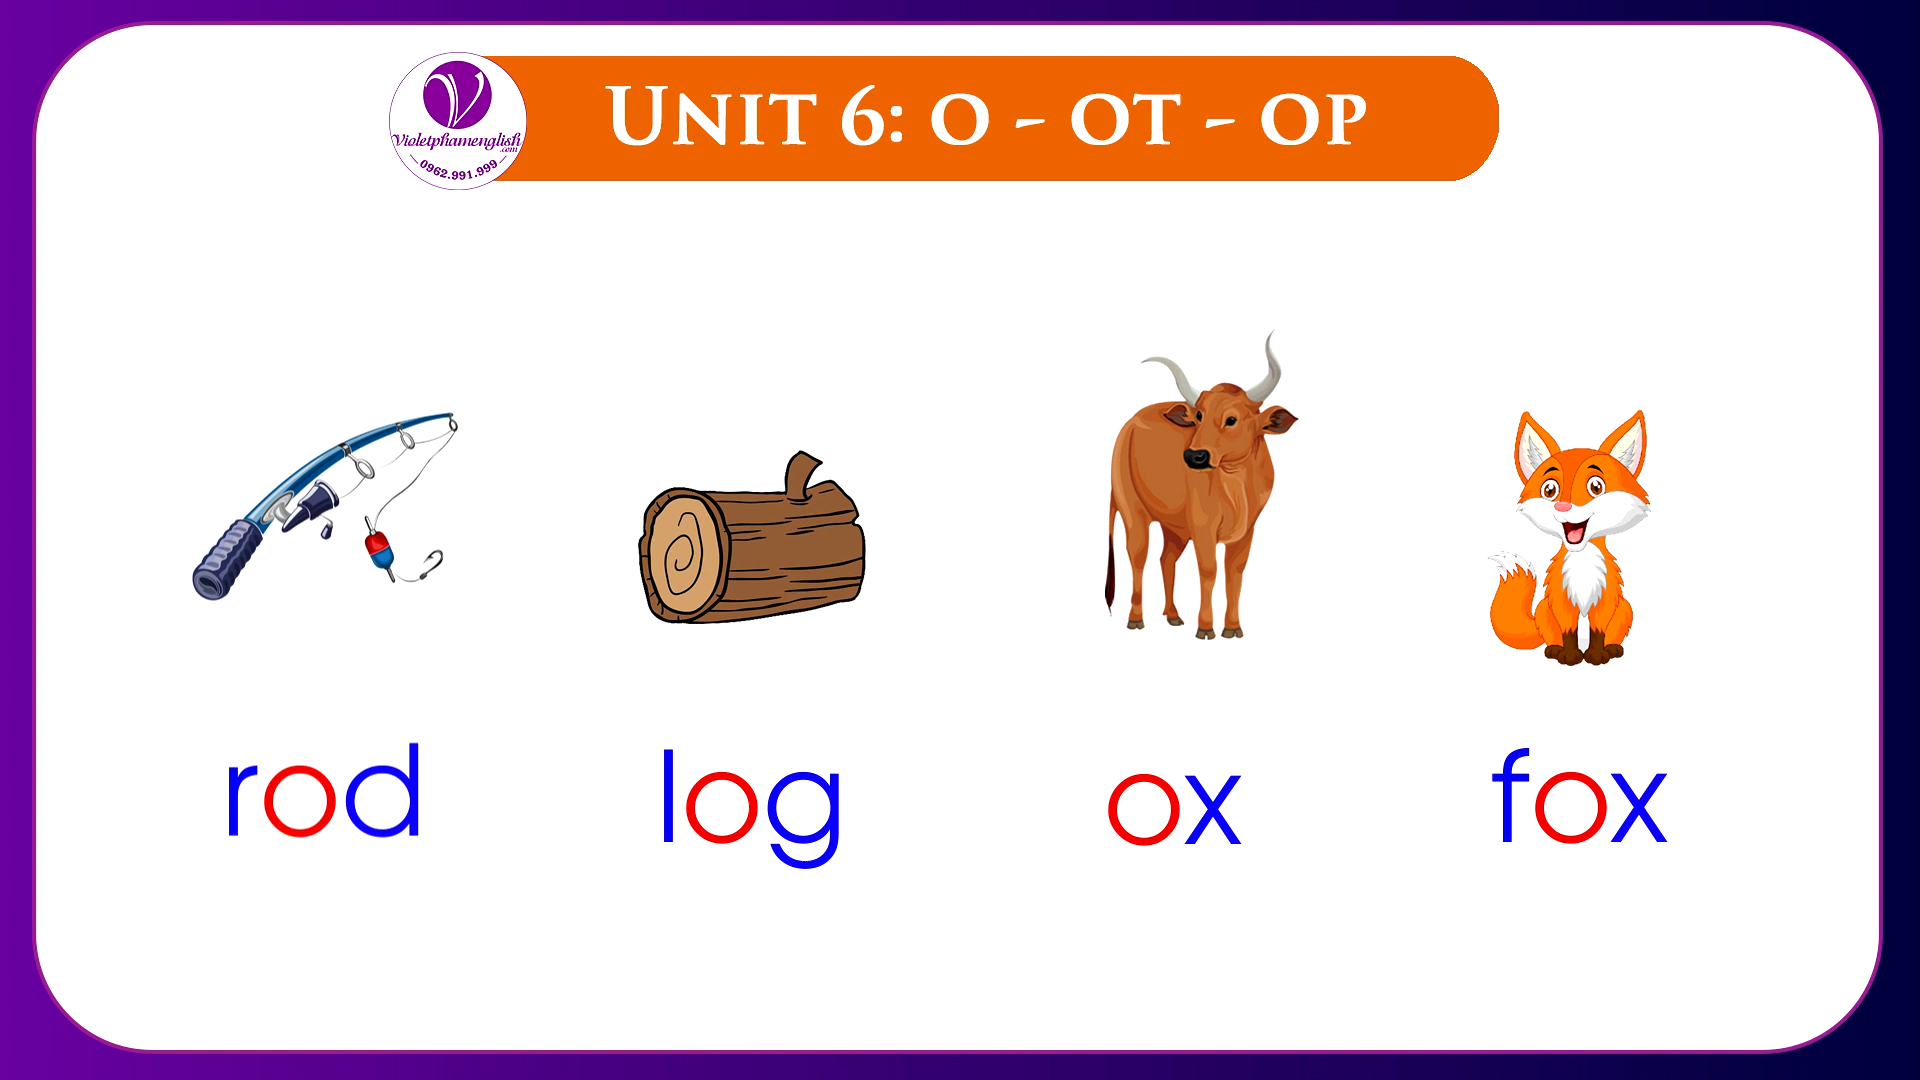 UNIT 6: O - OT - OP
Violetphamenglish
.com
0962.991.999
rod
log
ox
fox